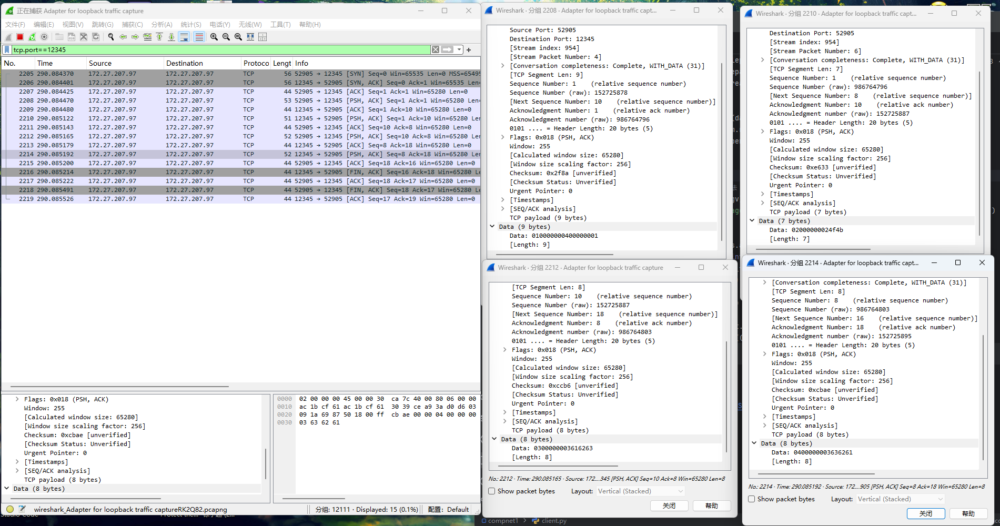 正在捕获 Adapter for loopback traffic capture
文件(F) 编辑(E) 视图(V) 跳转(G) 捕获(C) 分析(A) 统计(S) 电话(Y) 无线(W) 工具(T) 帮助(H)
tcp.port==12345
No. Time Source Destination Protoco Lengt Info
2205 290.084370 172.27.207.97 172.27.207.97 TCP 56 52905 → 12345 [SYN] Seq=0 Win=65535 Len=0 MSS=65495
2206 290.084401 172.27.207.97 172.27.207.97 TCP 56 12345 → 52905 [SYN, ACK] Seq=0 Ack=1 Win=65535 Len=
2207 290.084425 172.27.207.97 172.27.207.97 TCP 44 52905 → 12345 [ACK] Seq=1 Ack=1 Win=65280 Len=0
2208 290.084470 172.27.207.97 172.27.207.97 TCP 53 52905 → 12345 [PSH, ACK] Seq=1 Ack=1 Win=65280 Len=
2209 290.084480 172.27.207.97 172.27.207.97 TCP 44 12345 → 52905 [ACK] Seq=1 Ack=10 Win=65280 Len=0
2210 290.085122 172.27.207.97 172.27.207.97 TCP 51 12345 → 52905 [PSH, ACK] Seq=1 Ack=10 Win=65280 Len
2211 290.085143 172.27.207.97 172.27.207.97 TCP 44 52905 → 12345 [ACK] Seq=10 Ack=8 Win=65280 Len=0
2212 290.085165 172.27.207.97 172.27.207.97 TCP 52 52905 → 12345 [PSH, ACK] Seq=10 Ack=8 Win=65280 Len
2213 290.085179 172.27.207.97 172.27.207.97 TCP 44 12345 → 52905 [ACK] Seq=8 Ack=18 Win=65280 Len=0
2214 290.085192 172.27.207.97 172.27.207.97 TCP 52 12345 → 52905 [PSH, ACK] Seq=8 Ack=18 Win=65280 Len
2215 290.085200 172.27.207.97 172.27.207.97 TCP 44 52905 → 12345 [ACK] Seq=18 Ack=16 Win=65280 Len=0
2216 290.085214 172.27.207.97 172.27.207.97 TCP 44 12345 → 52905 [FIN, ACK] Seq=16 Ack=18 Win=65280 Le
2217 290.085222 172.27.207.97 172.27.207.97 TCP 44 52905 → 12345 [ACK] Seq=18 Ack=17 Win=65280 Len=0
2218 290.085491 172.27.207.97 172.27.207.97 TCP 44 52905 → 12345 [FIN, ACK] Seq=18 Ack=17 Win=65280 Le
2219 290.085526 172.27.207.97 172.27.207.97 TCP 44 12345 → 52905 [ACK] Seq=17 Ack=19 Win=65280 Len=0
Flags: 0x018 (PSH, ACK)
Window: 255
[Calculated window size: 65280]
[Window size scaling factor: 256]
Checksum: 0xcbae [unverified]
[Checksum Status: Unverified]
Urgent Pointer: 0
[Timestamps]
[SEQ/ACK analysis]
TCP payload (8 bytes)
Data (8 bytes)
0000 02 00 00 00 45 00 00 30 ca 7c 40 00 80 06 00 00
0010 ac 1b cf 61 ac 1b cf 61 30 39 ce a9 3a d0 d6 03
0020 09 1a 69 87 50 18 00 ff cb ae 00 00 04 00 00 00
0030 03 63 62 61
wireshark_Adapter for loopback traffic captureRK2Q82.pcapng 分组: 12111 · Displayed: 15 (0.1%) 配置: Default
Wireshark · 分组 2208 · Adapter for loopback traffic capt...
Source Port: 52905
Destination Port: 12345
[Stream index: 954]
[Stream Packet Number: 4]
[Conversation completeness: Complete, WITH_DATA (31)]
[TCP Segment Len: 9]
Sequence Number: 1 (relative sequence number)
Sequence Number (raw): 152725878
[Next Sequence Number: 10 (relative sequence number)]
Acknowledgment Number: 1 (relative ack number)
Acknowledgment number (raw): 986764796
0101 .... = Header Length: 20 bytes (5)
Flags: 0x018 (PSH, ACK)
Window: 255
[Calculated window size: 65280]
[Window size scaling factor: 256]
Checksum: 0x2f8a [unverified]
[Checksum Status: Unverified]
Urgent Pointer: 0
[Timestamps]
[SEQ/ACK analysis]
TCP payload (9 bytes)
Data (9 bytes)
Data: 010000000400000001
[Length: 9]
Wireshark · 分组 2210 · Adapter for loopback traffic capt...
Destination Port: 52905
[Stream index: 954]
[Stream Packet Number: 6]
[Conversation completeness: Complete, WITH_DATA (31)]
[TCP Segment Len: 7]
Sequence Number: 1 (relative sequence number)
Sequence Number (raw): 986764796
[Next Sequence Number: 8 (relative sequence number)]
Acknowledgment Number: 10 (relative ack number)
Acknowledgment number (raw): 152725887
0101 .... = Header Length: 20 bytes (5)
Flags: 0x018 (PSH, ACK)
Window: 255
[Calculated window size: 65280]
[Window size scaling factor: 256]
Checksum: 0xe633 [unverified]
[Checksum Status: Unverified]
Urgent Pointer: 0
[Timestamps]
[SEQ/ACK analysis]
TCP payload (7 bytes)
Data (7 bytes)
Data: 02000000024f4b
[Length: 7]
Wireshark · 分组 2212 · Adapter for loopback traffic capture
[TCP Segment Len: 8]
Sequence Number: 10 (relative sequence number)
Sequence Number (raw): 152725887
[Next Sequence Number: 18 (relative sequence number)]
Acknowledgment Number: 8 (relative ack number)
Acknowledgment number (raw): 986764803
0101 .... = Header Length: 20 bytes (5)
Flags: 0x018 (PSH, ACK)
Window: 255
[Calculated window size: 65280]
[Window size scaling factor: 256]
Checksum: 0xccb6 [unverified]
[Checksum Status: Unverified]
Urgent Pointer: 0
[Timestamps]
[SEQ/ACK analysis]
TCP payload (8 bytes)
Data (8 bytes)
Data: 0300000003616263
[Length: 8]
No.: 2212 · Time: 290.085165 · Source: 172....345 [PSH, ACK] Seq=10 Ack=8 Win=65280 Len=8
Show packet bytes Layout: Vertical (Stacked)
关闭 帮助
Wireshark · 分组 2214 · Adapter for loopback traffic capt...
[Conversation completeness: Complete, WITH_DATA (31)]
[TCP Segment Len: 8]
Sequence Number: 8 (relative sequence number)
Sequence Number (raw): 986764803
[Next Sequence Number: 16 (relative sequence number)]
Acknowledgment Number: 18 (relative ack number)
Acknowledgment number (raw): 152725895
0101 .... = Header Length: 20 bytes (5)
Flags: 0x018 (PSH, ACK)
Window: 255
[Calculated window size: 65280]
[Window size scaling factor: 256]
Checksum: 0xcbae [unverified]
[Checksum Status: Unverified]
Urgent Pointer: 0
[Timestamps]
[SEQ/ACK analysis]
TCP payload (8 bytes)
Data (8 bytes)
Data: 0400000003636261
[Length: 8]
No.: 2214 · Time: 290.085192 · Source: 172....905 [PSH, ACK] Seq=8 Ack=18 Win=65280 Len=8
Show packet bytes Layout: Vertical (Stacked)
关闭 帮助
compnet1 > client.py